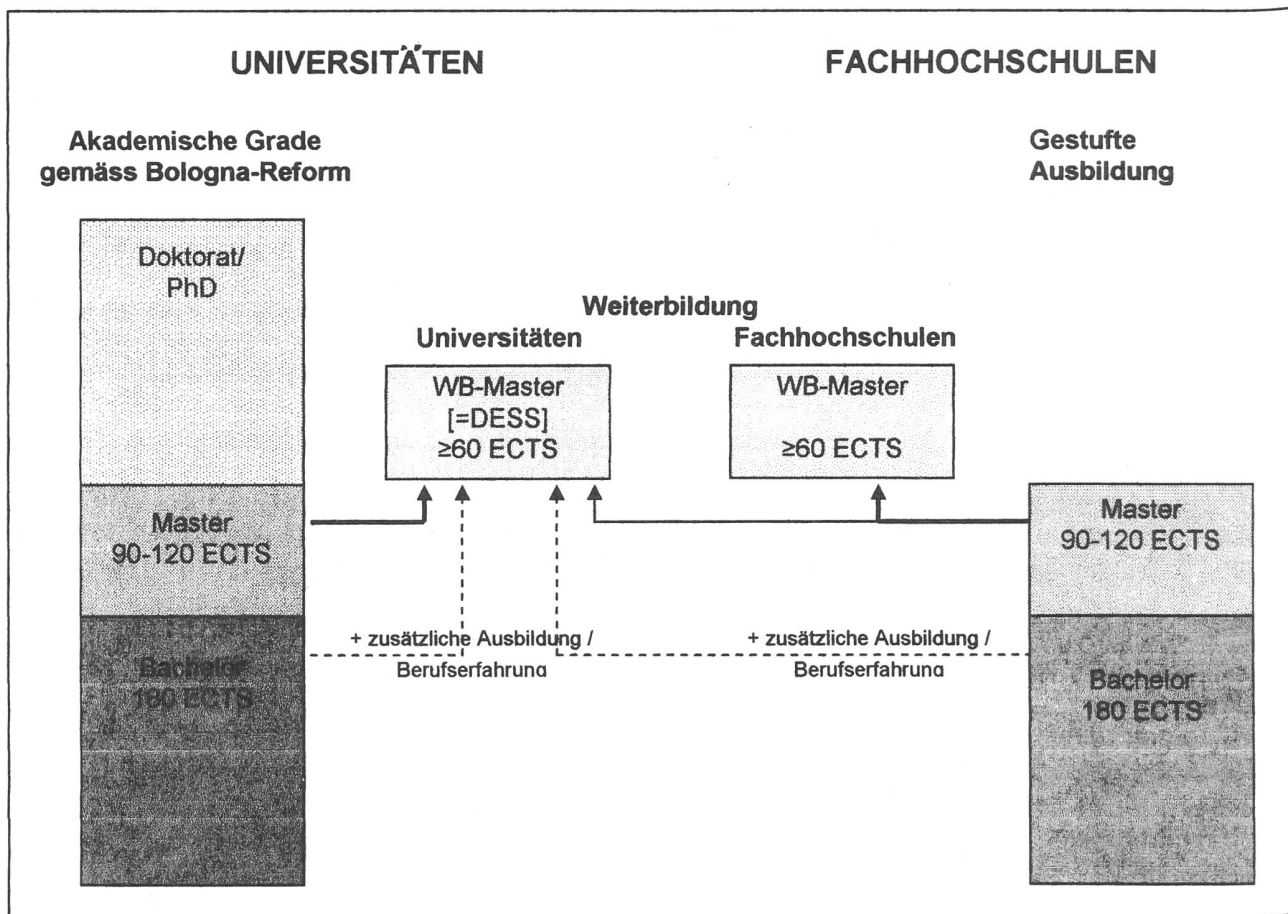 UNIVERSITÄTEN
FACHHOCHSCHULEN
Akademische Grade
gemäss Bologna-Reform
Gestufte
Ausbildung
Doktorat/
PhD
Weiterbildung
Universitäten
Fachhochschulen
WB-Master
[=DESS]
≥60 ECTS
WB-Master
≥60 ECTS
Master
90-120 ECTS
Master
90-120 ECTS
+ zusätzliche Ausbildung /
Berufserfahrung
+ zusätzliche Ausbildung /
Berufserfahrung
Bachelor
180 ECTS
Bachelor
180 ECTS